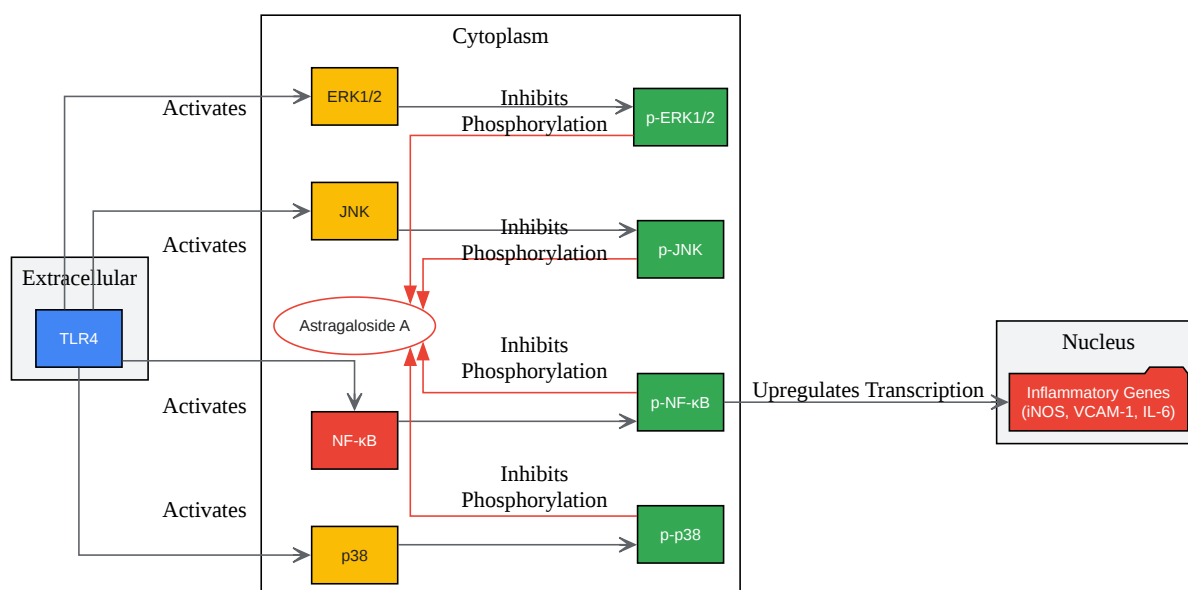 Cytoplasm
ERK1/2
Activates
Inhibits
Phosphorylation
p-ERK1/2
JNK
Activates
Inhibits
Phosphorylation
p-JNK
Extracellular
TLR4
Astragaloside A
Inhibits
Phosphorylation
Activates
NF-κB
p-NF-κB
Upregulates Transcription
Nucleus
Inflammatory Genes
(iNOS, VCAM-1, IL-6)
Inhibits
Phosphorylation
Activates
p38
p-p38